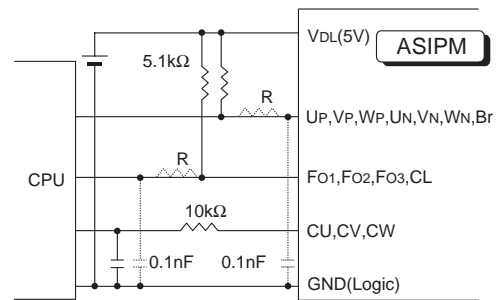 VDL(5V)
ASIPM
5.1kΩ
R
UP,VP,WP,UN,VN,WN,Br
R
CPU
FO1,FO2,FO3,CL
10kΩ
CU,CV,CW
0.1nF
0.1nF
GND(Logic)